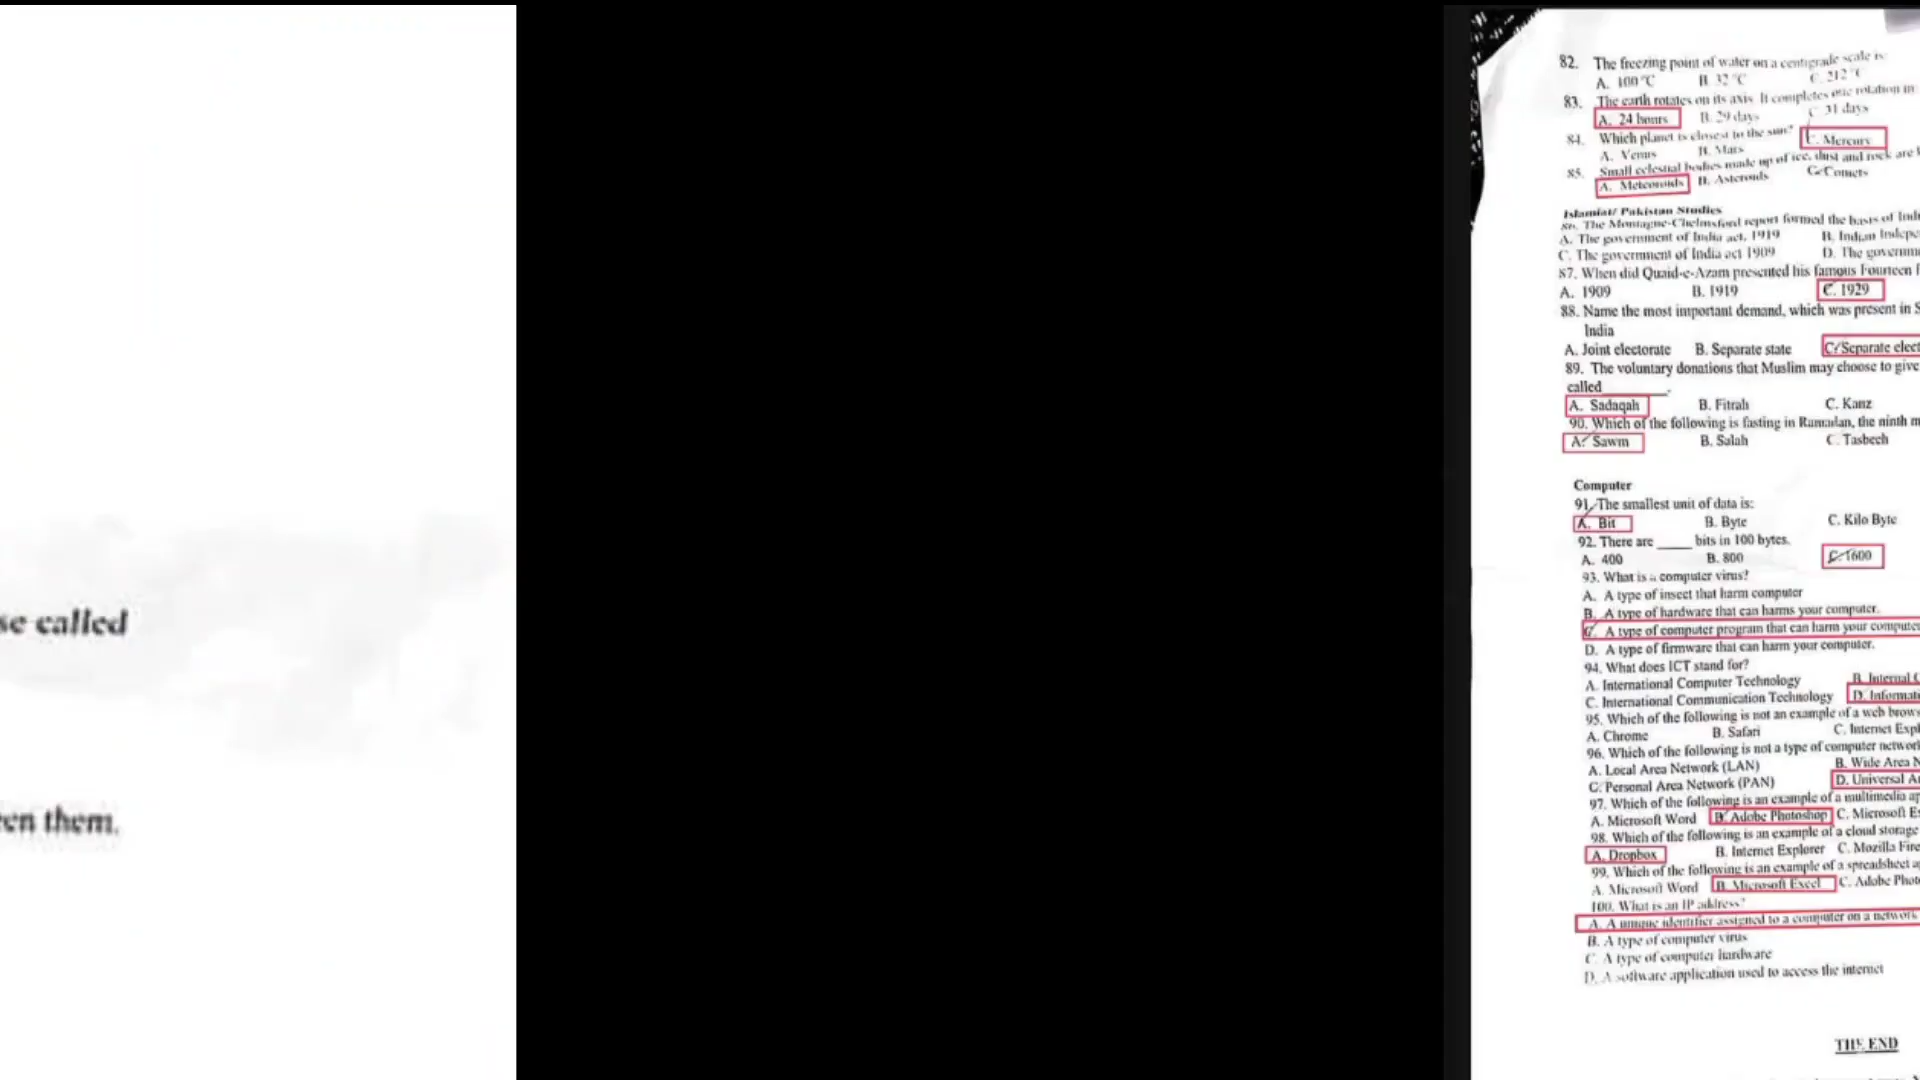 se called
een them.
82. The freezing point of water on a centigrade scale is
A. 100 °C B. 32 °C C. 212 °C
83. The earth rotates on its axis. It completes one rotation in
A. 24 hours B. 29 days C. 31 days
84. Which planet is closest to the sun?
A. Venus B. Mars C. Mercury
85. Small celestial bodies made up of ice, dust and rock are
A. Meteoroids B. Asteroids C. Comets
Islamiat/ Pakistan Studies
86. The Montague-Chelmsford report formed the basis of
A. The government of India act, 1919 B. Indian Indepe
C. The government of India act 1909 D. The governme
87. When did Quaid-e-Azam presented his famous Fourteen
A. 1909 B. 1919 C. 1929
88. Name the most important demand, which was present in S
India
A. Joint electorate B. Separate state C. Separate elect
89. The voluntary donations that Muslim may choose to give
called______.
A. Sadaqah B. Fitrah C. Kanz
90. Which of the following is fasting in Ramadan, the ninth m
A. Sawm B. Salah C. Tasbeeh
Computer
91. The smallest unit of data is:
A. Bit B. Byte C. Kilo Byte
92. There are _____ bits in 100 bytes.
A. 400 B. 800 C. 1600
93. What is a computer virus?
A. A type of insect that harm computer
B. A type of hardware that can harms your computer.
C. A type of computer program that can harm your compute
D. A type of firmware that can harm your computer.
94. What does ICT stand for?
A. International Computer Technology B. Internal C
C. International Communication Technology D. Informati
95. Which of the following is not an example of a web brows
A. Chrome B. Safari C. Internet Expl
96. Which of the following is not a type of computer network
A. Local Area Network (LAN) B. Wide Area N
C. Personal Area Network (PAN) D. Universal Ar
97. Which of the following is an example of a multimedia ap
A. Microsoft Word B. Adobe Photoshop C. Microsoft Ex
98. Which of the following is an example of a cloud storage
A. Dropbox B. Internet Explorer C. Mozilla Fire
99. Which of the following is an example of a spreadsheet ap
A. Microsoft Word B. Microsoft Excel C. Adobe Phot
100. What is an IP address?
A. A unique identifier assigned to a computer on a network
B. A type of computer virus
C. A type of computer hardware
D. A software application used to access the internet
THE END